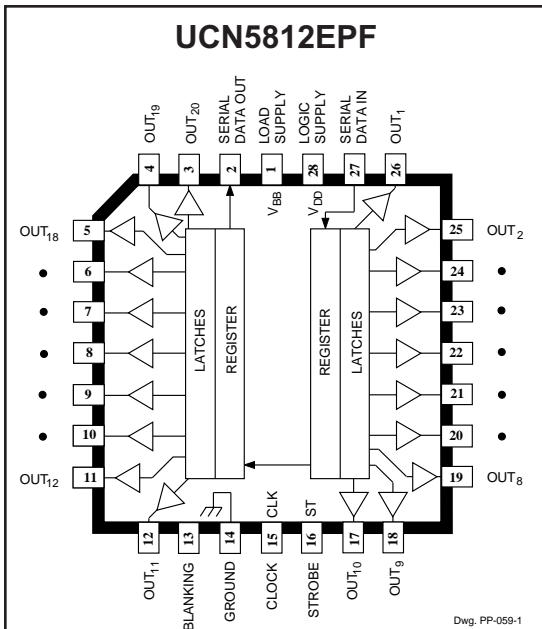 UCN5812EPF
OUT19
OUT20
SERIAL
DATA OUT
LOAD
SUPPLY
LOGIC
SUPPLY
SERIAL
DATA IN
OUT1
4
3
2
1
28
27
26
VBB
VDD
OUT18
5
25
OUT2
•
6
24
•
•
7
23
•
•
8
22
•
•
9
21
•
•
10
20
•
OUT12
11
19
OUT8
LATCHES
REGISTER
REGISTER
LATCHES
CLK
ST
12
13
14
15
16
17
18
OUT11
BLANKING
GROUND
CLOCK
STROBE
OUT10
OUT9
Dwg. PP-059-1